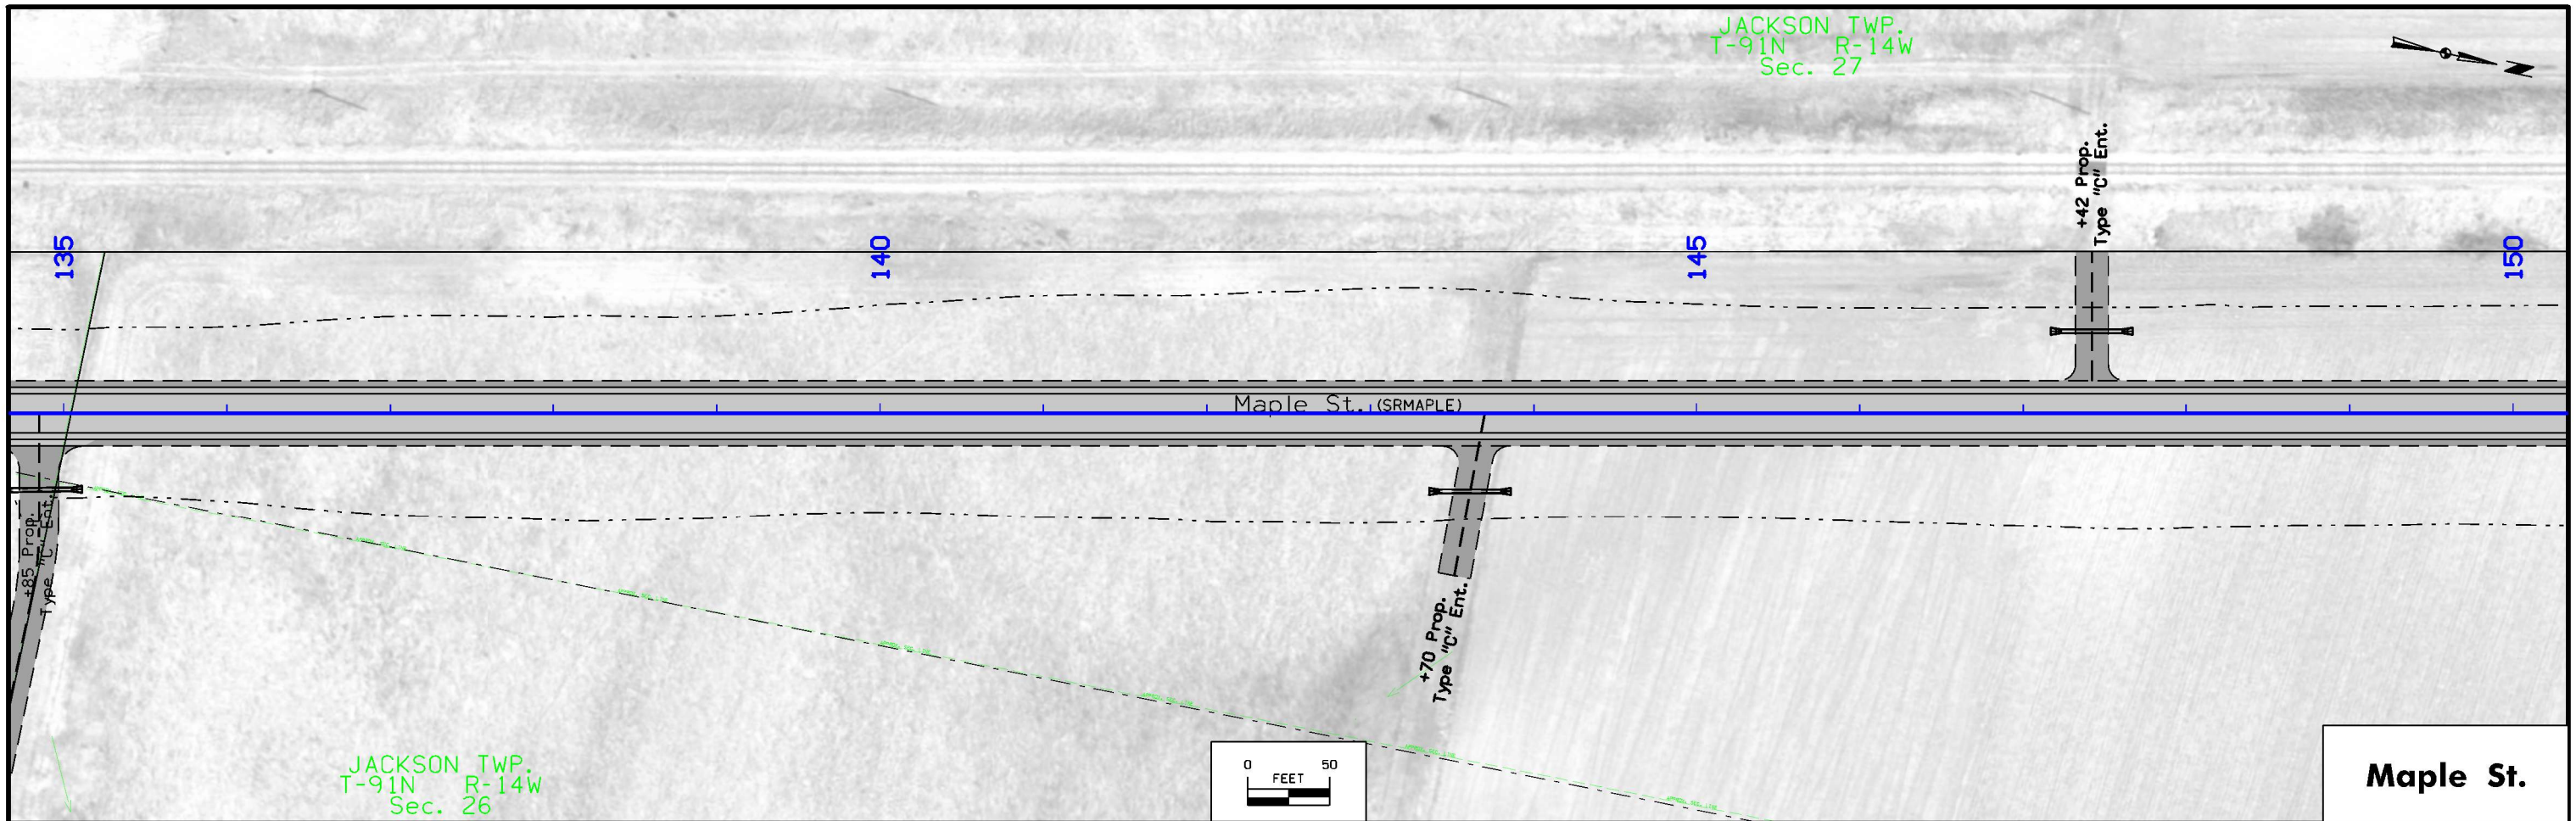 JACKSON TWP.
T-91N R-14W
Sec. 27
+42 Prop.
Type "C" Ent.
135
140
145
150
Maple St. (SRMAPLE)
+85 Prop.
Type "C" Ent.
+70 Prop.
Type "C" Ent.
JACKSON TWP.
T-91N R-14W
Sec. 26
0 50
FEET
Maple St.